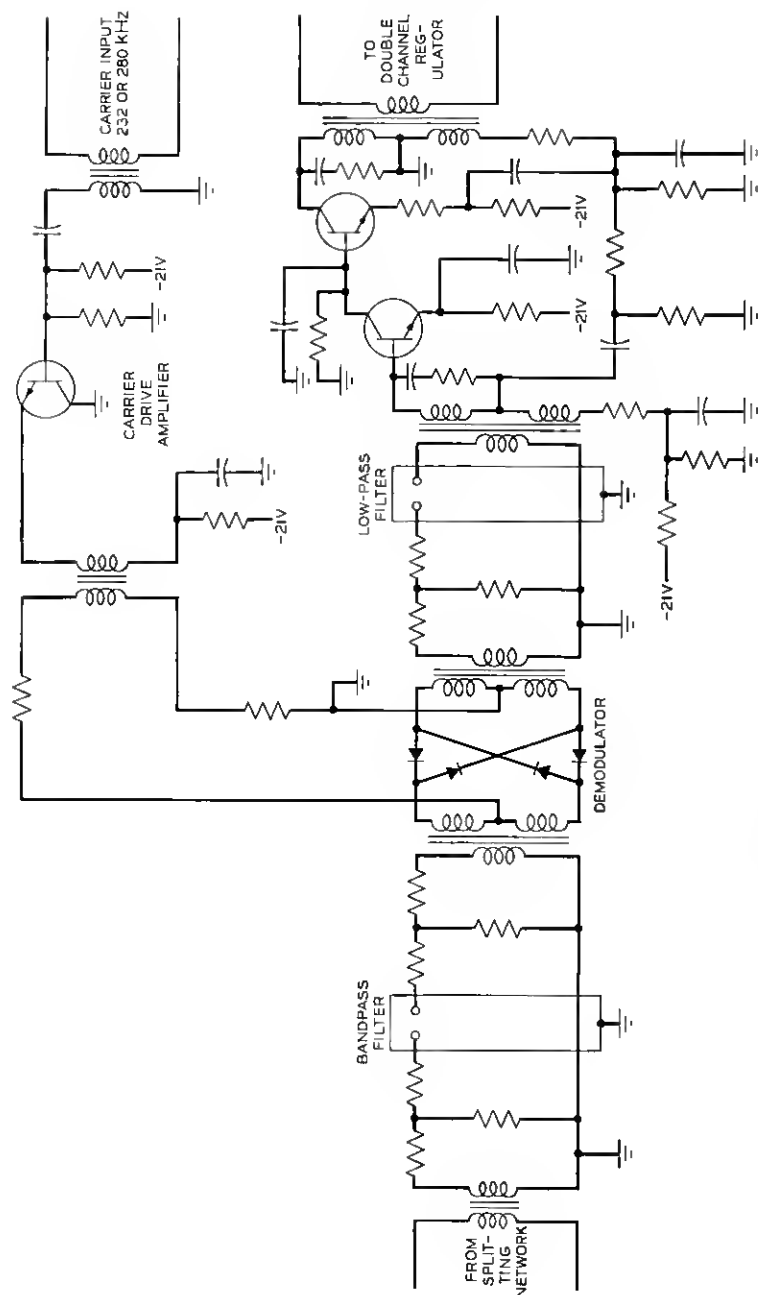 CARRIER INPUT
232 OR 280 KHZ
TO
DOUBLE
CHANNEL
REG-
ULATOR
-21V
-21V
-21V
CARRIER
DRIVE
AMPLIFIER
-21V
LOW-PASS
FILTER
-21V
DEMODULATOR
BANDPASS
FILTER
FROM
SPLIT-
TING
NETWORK